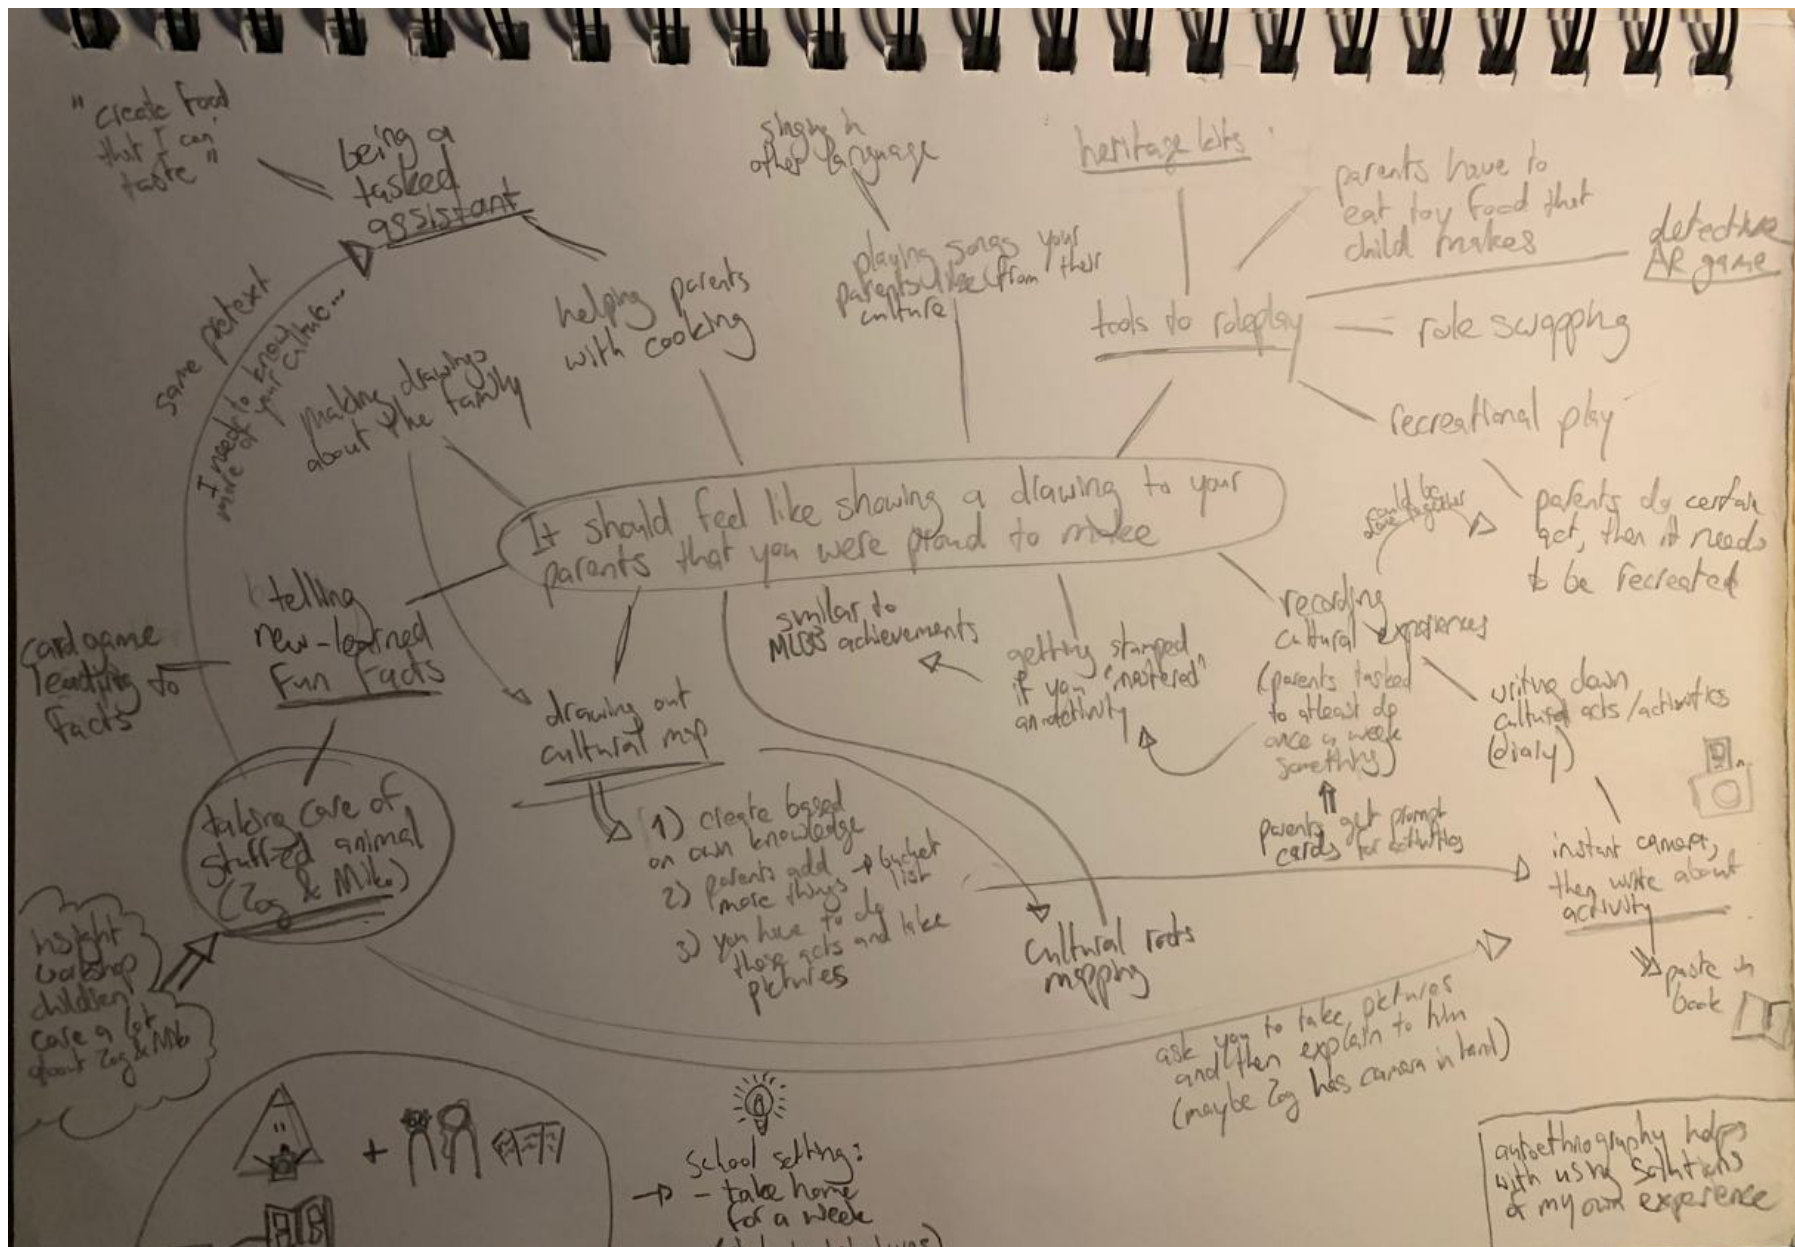 "create food
that I can
taste"
being a
tasked
assistant
singing in
other language
heritage kits
parents have to
eat toy food that
child makes
detective
AR game
same pretext
I need to know
more of your culture...
helping parents
with cooking
playing songs your
parents like from their
culture
tools to roleplay
role swapping
making drawings
about the family
recreational play
It should feel like showing a drawing to your
parents that you were proud to make
could be
done together
parents do certain
act, then it needs
to be recreated
telling
new-learned
Fun Facts
card game
leading to
facts
similar to
achievements
getting stamped
if you "mastered"
an activity
recording
cultural experiences
(parents tasked
to atleast do
once a week
something)
writing down
cultural acts/activities
(diary)
drawing out
cultural map
parents get prompt
cards for activities
taking care of
stuffed animal
(Zog & Miko)
1) create based
on own knowledge
2) parents add
more things → bucket
list
3) you have to do
those acts and take
pictures
instant camera,
then write about
activity
paste in
book
cultural roots
mapping
insight
workshop
children
care a lot
about Zog & Miko
ask you to take pictures
and then explain to him
(maybe Zog has camera in hand)
+
School setting:
→ - take home
for a week
autoethnography helps
with using solutions
of my own experience